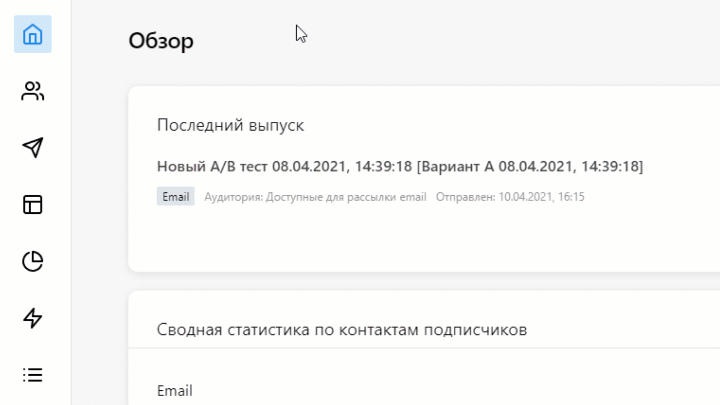 Обзор
Последний выпуск
Новый A/B тест 08.04.2021, 14:39:18 [Вариант A 08.04.2021, 14:39:18]
Email Аудитория: Доступные для рассылки email Отправлен: 10.04.2021, 16:15
Сводная статистика по контактам подписчиков
Email